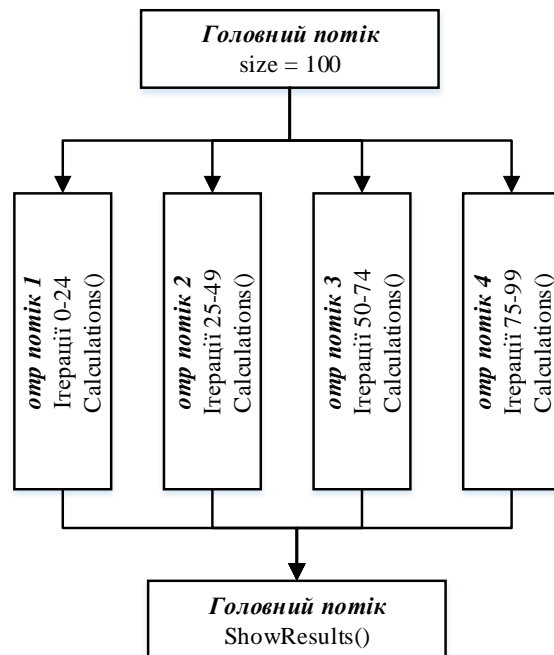 Головний потік
size = 100
omp потік 1
Ітерації 0-24
Calculations()
omp потік 2
Ітерації 25-49
Calculations()
omp потік 3
Ітерації 50-74
Calculations()
omp потік 4
Ітерації 75-99
Calculations()
Головний потік
ShowResults()